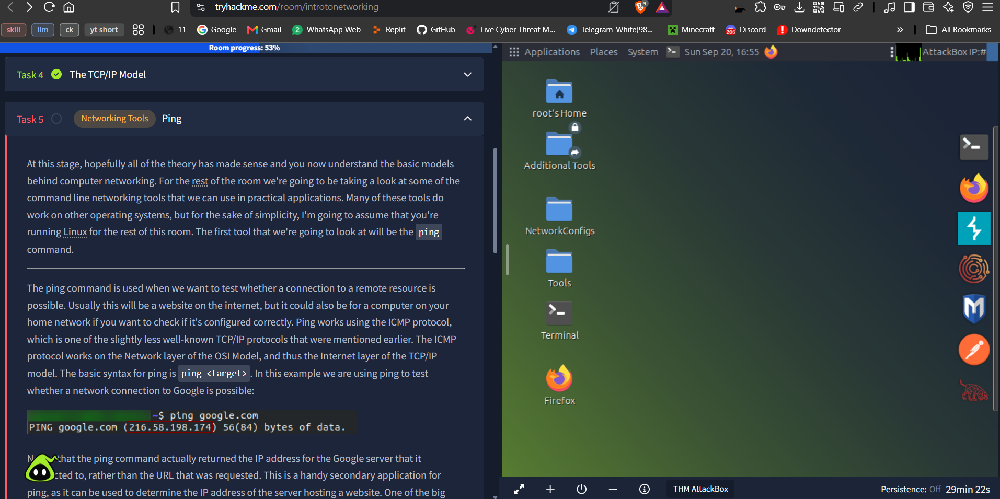 tryhackme.com/room/introtonetworking
9
skill
llm
ck
yt short
11
Google
Gmail
2
WhatsApp Web
Replit
GitHub
Live Cyber Threat M...
Telegram-White(98...
Minecraft
206
Discord
Downdetector
»
All Bookmarks
Room progress: 53%
Task 4
The TCP/IP Model
Task 5
Networking Tools
Ping
At this stage, hopefully all of the theory has made sense and you now understand the basic models
behind computer networking. For the rest of the room we're going to be taking a look at some of the
command line networking tools that we can use in practical applications. Many of these tools do
work on other operating systems, but for the sake of simplicity, I'm going to assume that you're
running Linux for the rest of this room. The first tool that we're going to look at will be the ping
command.
The ping command is used when we want to test whether a connection to a remote resource is
possible. Usually this will be a website on the internet, but it could also be for a computer on your
home network if you want to check if it's configured correctly. Ping works using the ICMP protocol,
which is one of the slightly less well-known TCP/IP protocols that were mentioned earlier. The ICMP
protocol works on the Network layer of the OSI Model, and thus the Internet layer of the TCP/IP
model. The basic syntax for ping is ping <target>. In this example we are using ping to test
whether a network connection to Google is possible:
~$ ping google.com
PING google.com (216.58.198.174) 56(84) bytes of data.
that the ping command actually returned the IP address for the Google server that it
to, rather than the URL that was requested. This is a handy secondary application for
ping, as it can be used to determine the IP address of the server hosting a website. One of the big
Applications Places System Sun Sep 20, 16:55
AttackBox IP:#
root's Home
Additional Tools
NetworkConfigs
Tools
Terminal
Firefox
THM AttackBox
Persistence: Off 29min 22s